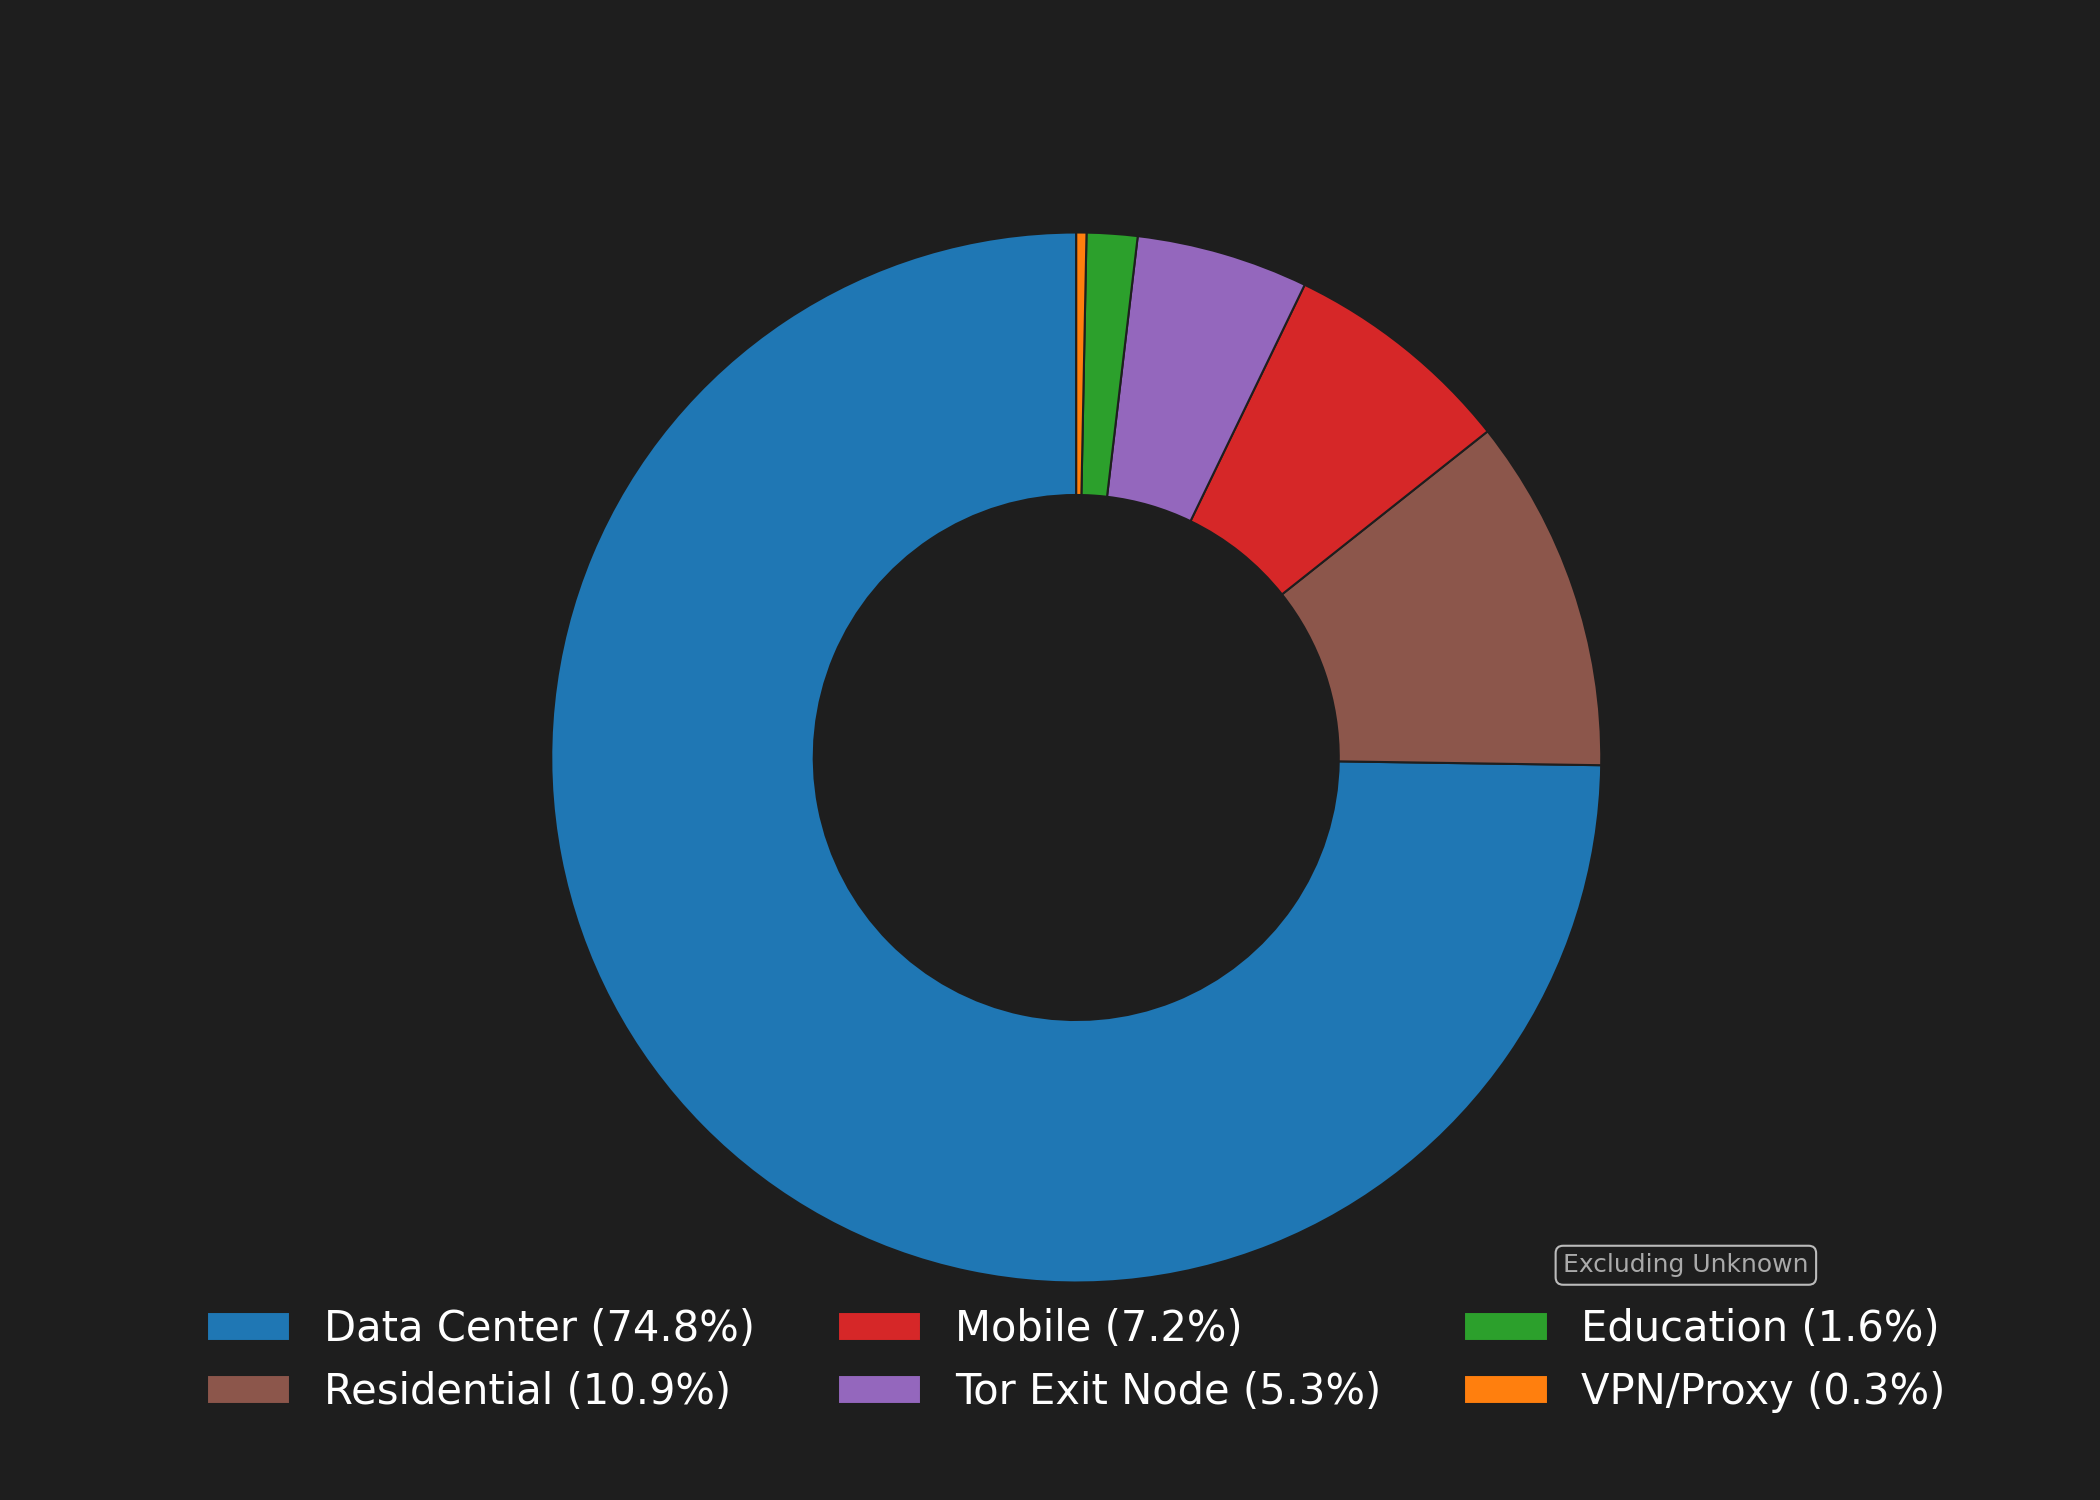 Excluding Unknown
Data Center (74.8%)
Residential (10.9%)
Mobile (7.2%)
Tor Exit Node (5.3%)
Education (1.6%)
VPN/Proxy (0.3%)